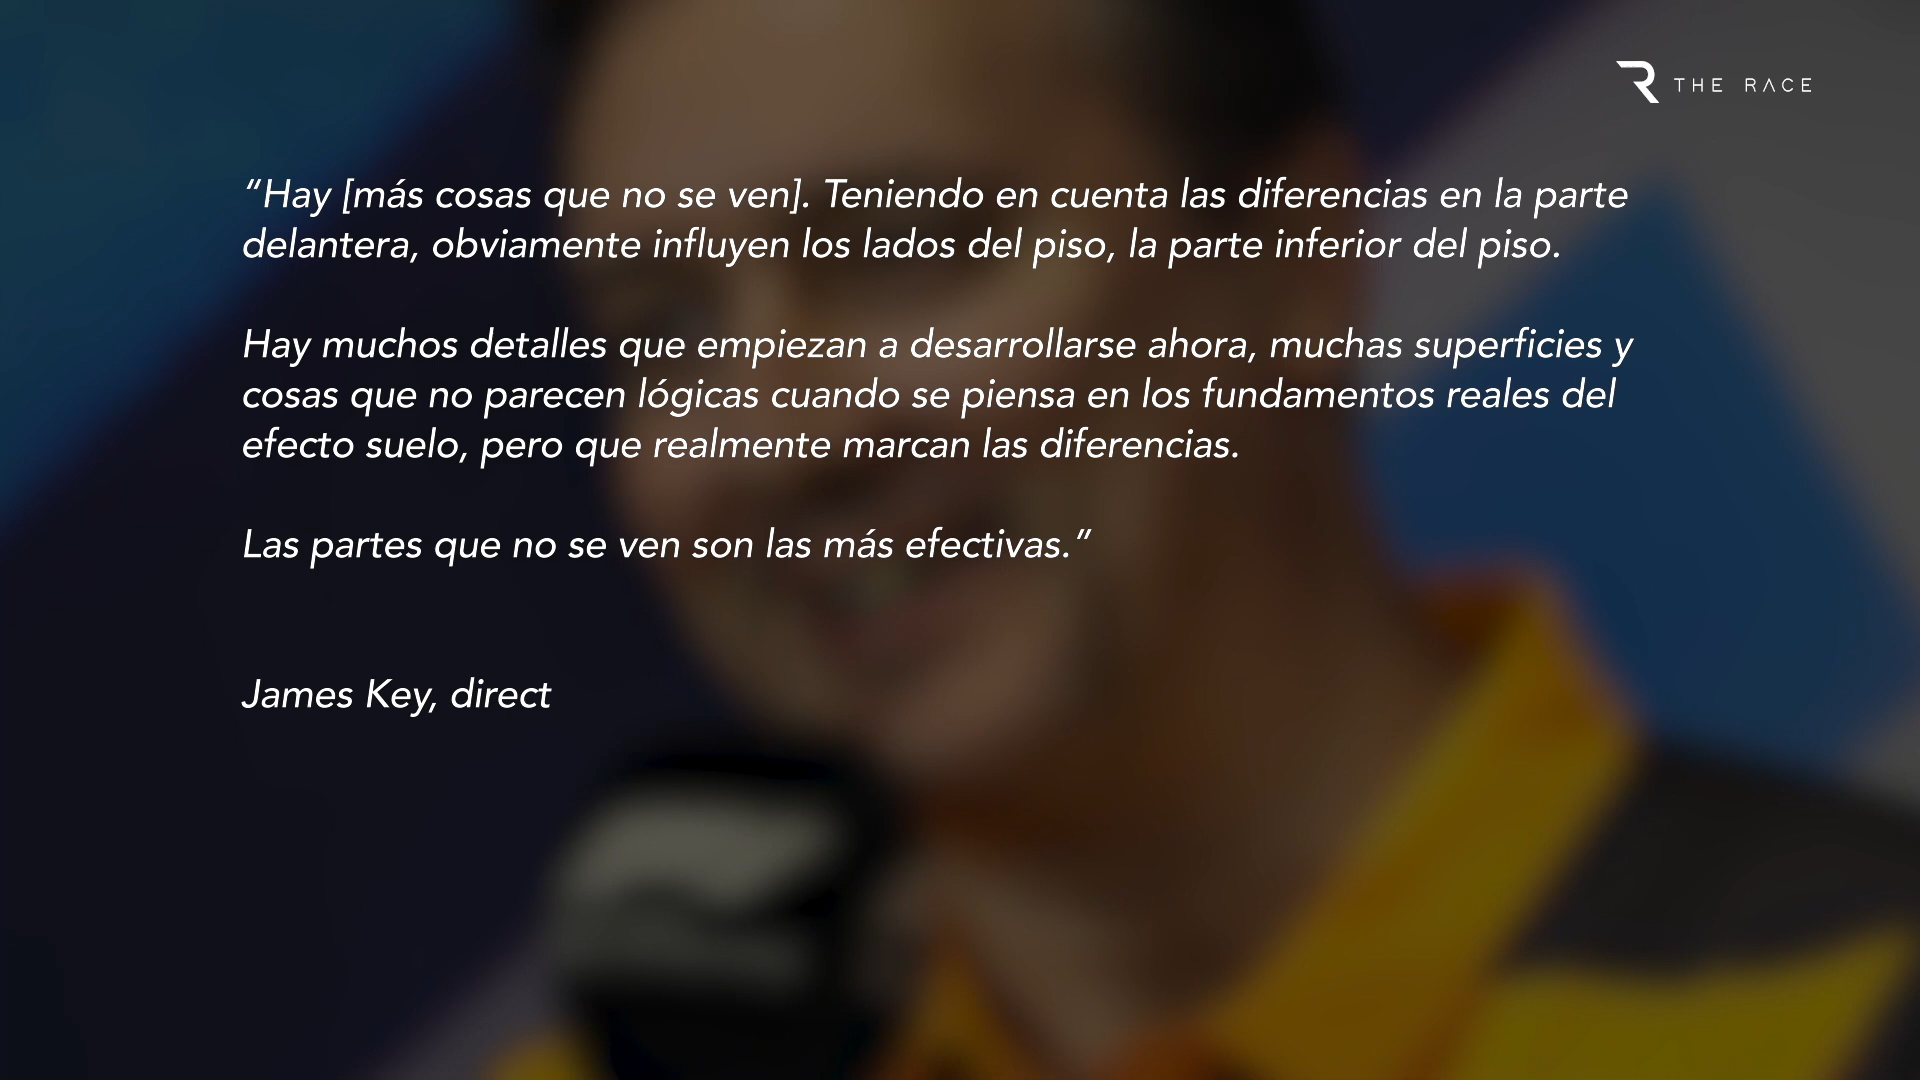 THE RACE
“Hay [más cosas que no se ven]. Teniendo en cuenta las diferencias en la parte
delantera, obviamente influyen los lados del piso, la parte inferior del piso.
Hay muchos detalles que empiezan a desarrollarse ahora, muchas superficies y
cosas que no parecen lógicas cuando se piensa en los fundamentos reales del
efecto suelo, pero que realmente marcan las diferencias.
Las partes que no se ven son las más efectivas.”
James Key, direct